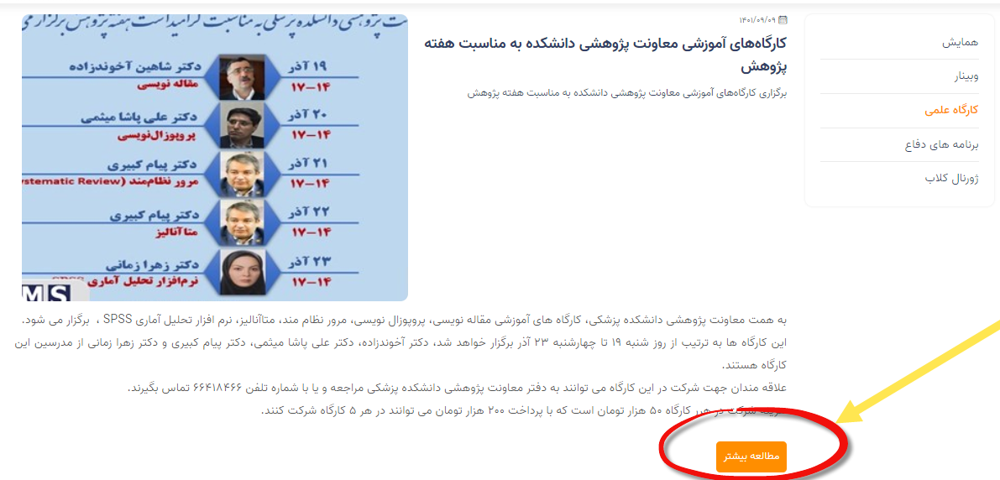 همایش
وبینار
کارگاه علمی
برنامه های دفاع
ژورنال کلاب
۱۴۰۱/۰۹/۰۹
کارگاه‌های آموزشی معاونت پژوهشی دانشکده به مناسبت هفته
پژوهش
برگزاری کارگاه‌های آموزشی معاونت پژوهشی دانشکده به مناسبت هفته پژوهش
پژوهشی دانشکده پزشکی به مناسبت گرامیداشت هفته پژوهش برگزار می
۱۹ آذر
۱۴–۱۷
دکتر شاهین آخوندزاده
مقاله نویسی
۲۰ آذر
۱۴–۱۷
دکتر علی پاشا میثمی
پروپوزال‌نویسی
۲۱ آذر
۱۴–۱۷
دکتر پیام کبیری
مرور نظام‌مند (ystematic Review
۲۲ آذر
۱۴–۱۷
دکتر پیام کبیری
متاآنالیز
۲۳ آذر
۱۴–۱۷
دکتر زهرا زمانی
نرم‌افزار تحلیل آماری SPSS
MS
به همت معاونت پژوهشی دانشکده پزشکی، کارگاه های آموزشی مقاله نویسی، پروپوزال نویسی، مرور نظام مند، متاآنالیز، نرم افزار تحلیل آماری SPSS ، برگزار می شود.
این کارگاه ها به ترتیب از روز شنبه ۱۹ تا چهارشنبه ۲۳ آذر برگزار خواهد شد، دکتر آخوندزاده، دکتر علی پاشا میثمی، دکتر پیام کبیری و دکتر زهرا زمانی از مدرسین این
کارگاه هستند.
علاقه مندان جهت شرکت در این کارگاه می توانند به دفتر معاونت پژوهشی دانشکده پزشکی مراجعه و یا با شماره تلفن ۶۶۴۱۸۴۶۶ تماس بگیرند.
هزینه شرکت در هر کارگاه ۵۰ هزار تومان است که با پرداخت ۲۰۰ هزار تومان می توانند در هر ۵ کارگاه شرکت کنند.
مطالعه بیشتر